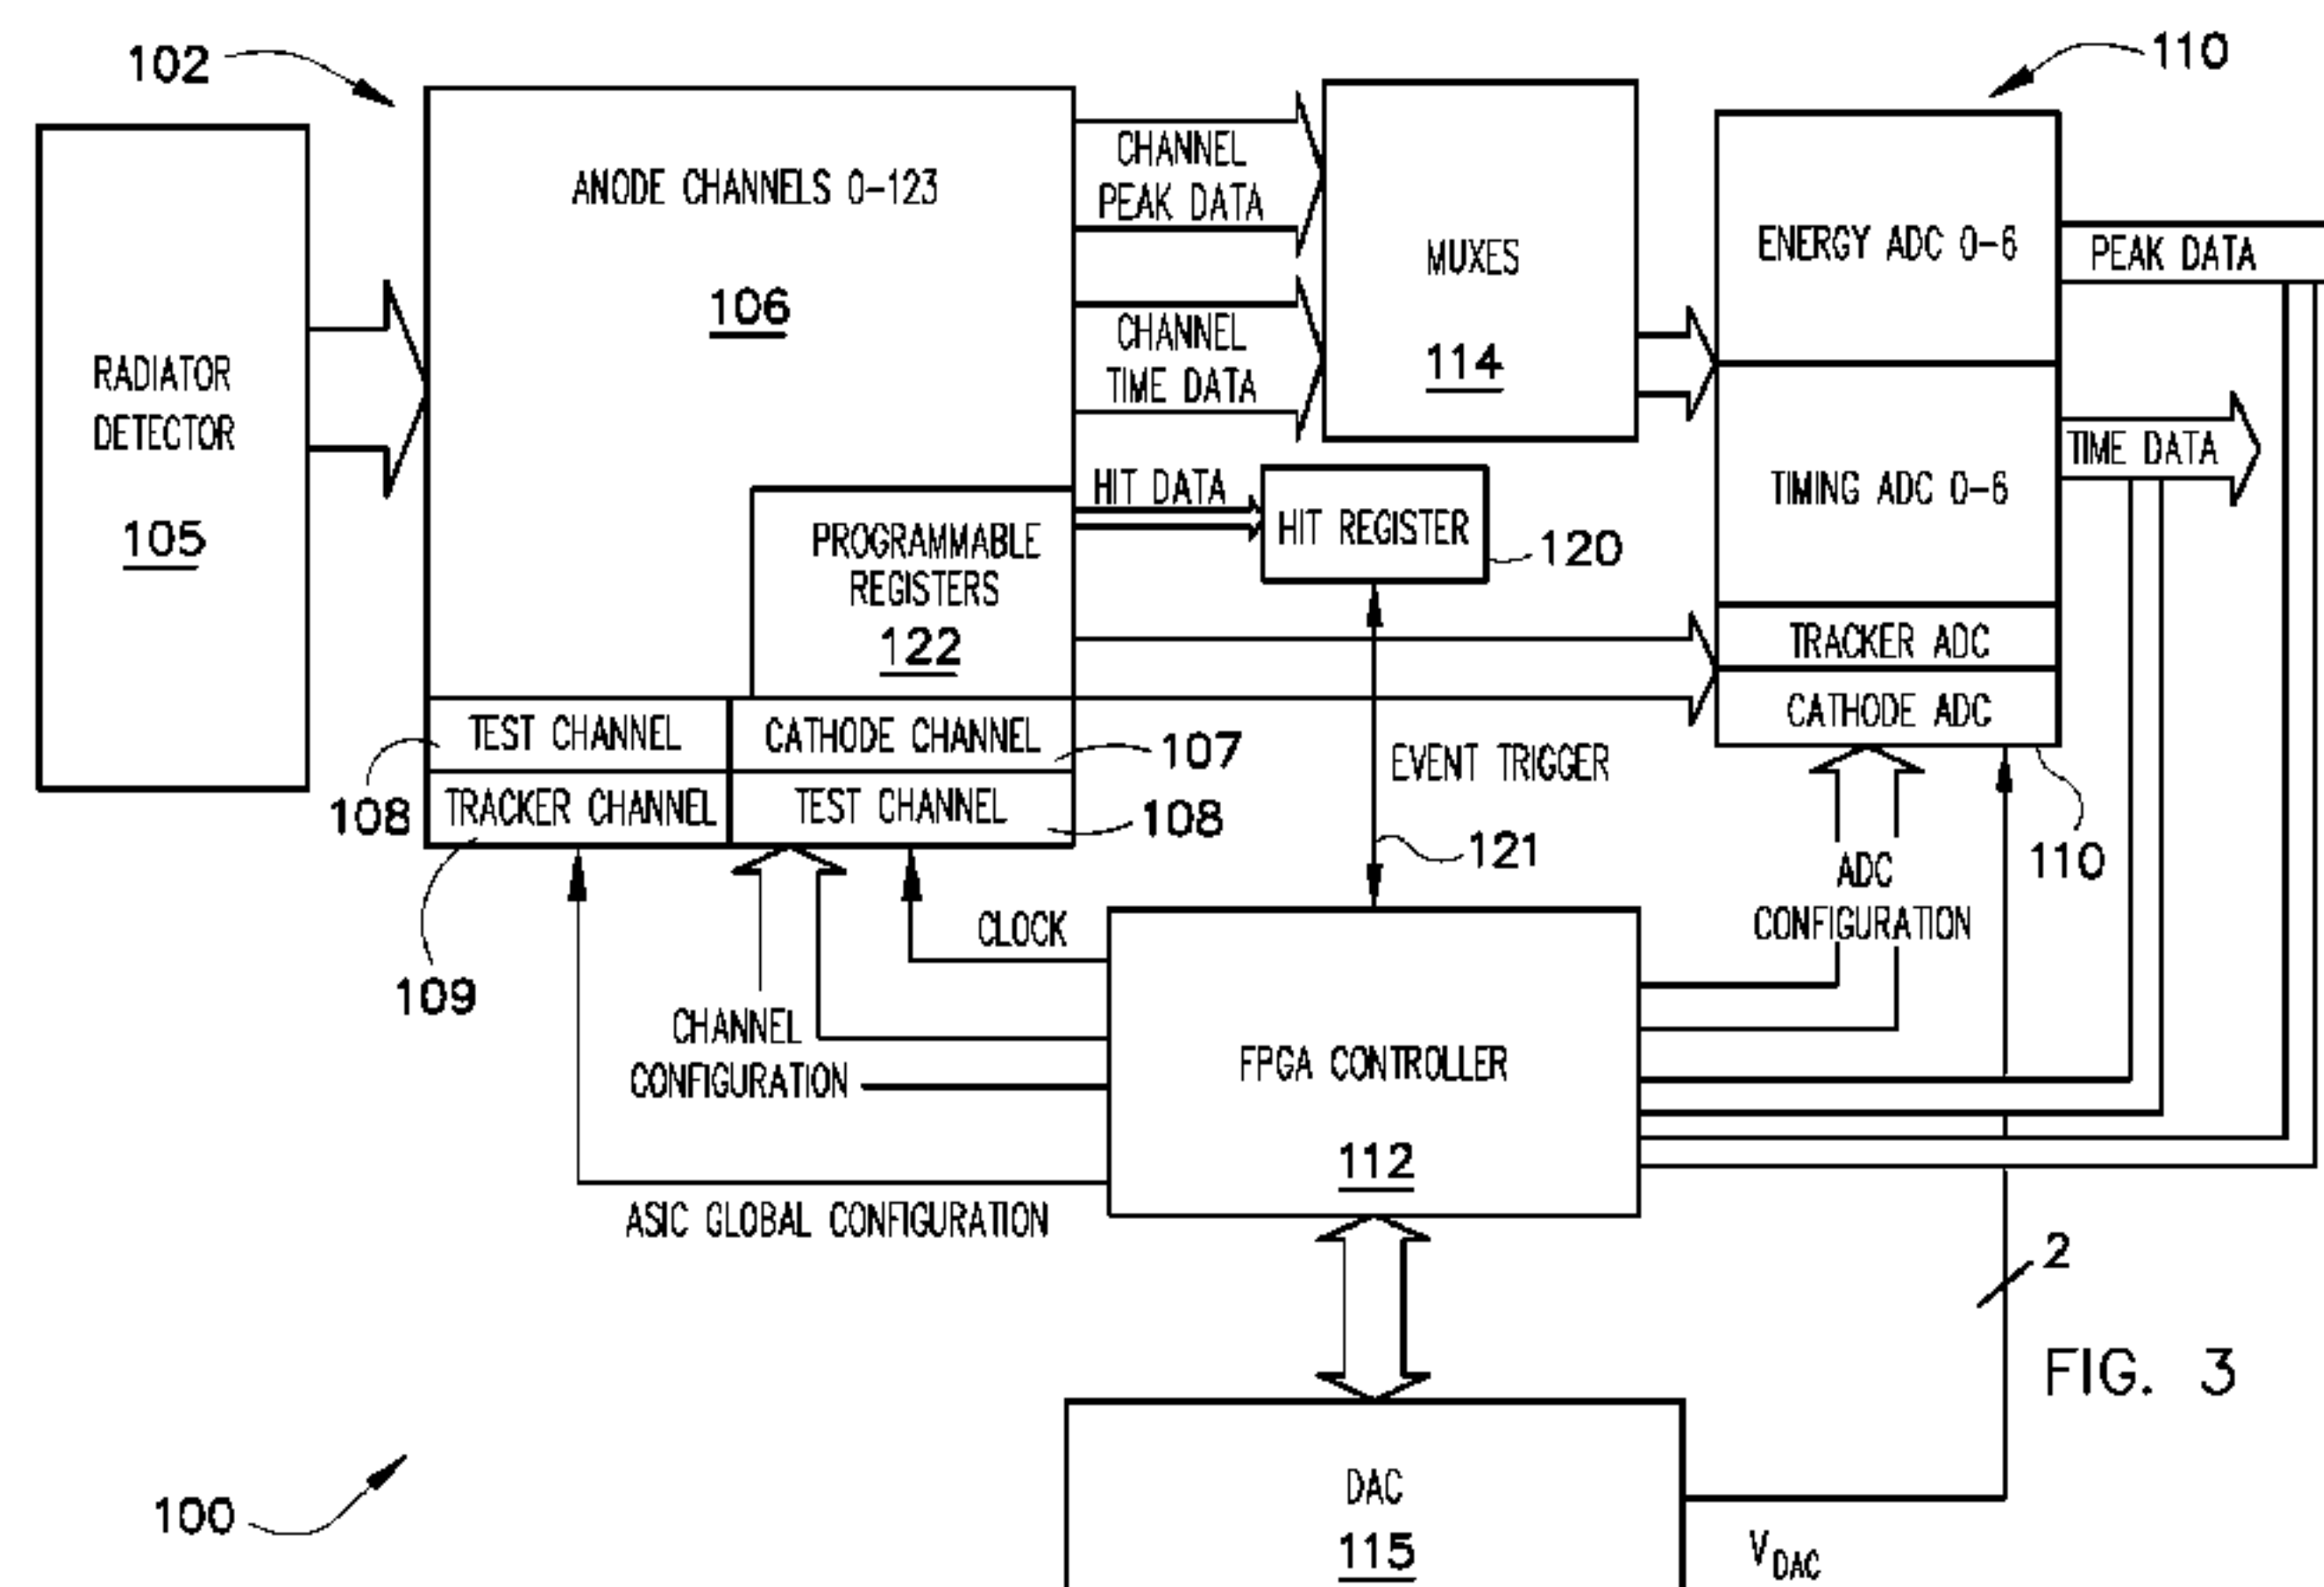 102
110
RADIATOR
DETECTOR
105
ANODE CHANNELS 0-123
106
CHANNEL
PEAK DATA
CHANNEL
TIME DATA
MUXES
114
ENERGY ADC 0-6
PEAK DATA
TIMING ADC 0-6
TIME DATA
HIT DATA
HIT REGISTER
120
PROGRAMMABLE
REGISTERS
122
TRACKER ADC
CATHODE ADC
TEST CHANNEL
CATHODE CHANNEL
107
108
TRACKER CHANNEL
TEST CHANNEL
108
EVENT TRIGGER
121
110
109
CLOCK
ADC
CONFIGURATION
CHANNEL
CONFIGURATION
FPGA CONTROLLER
112
ASIC GLOBAL CONFIGURATION
2
FIG. 3
100
DAC
115
VDAC